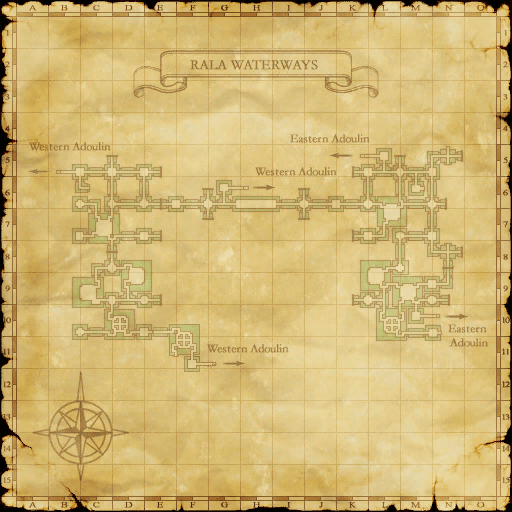 A B C D E F G H I J K L M N O
RALA WATERWAYS
Eastern Adoulin
Western Adoulin
Western Adoulin
Western Adoulin
Eastern
Adoulin
1
2
3
4
5
6
7
8
9
10
11
12
13
14
15
A B C D E F G H I J K L M N O